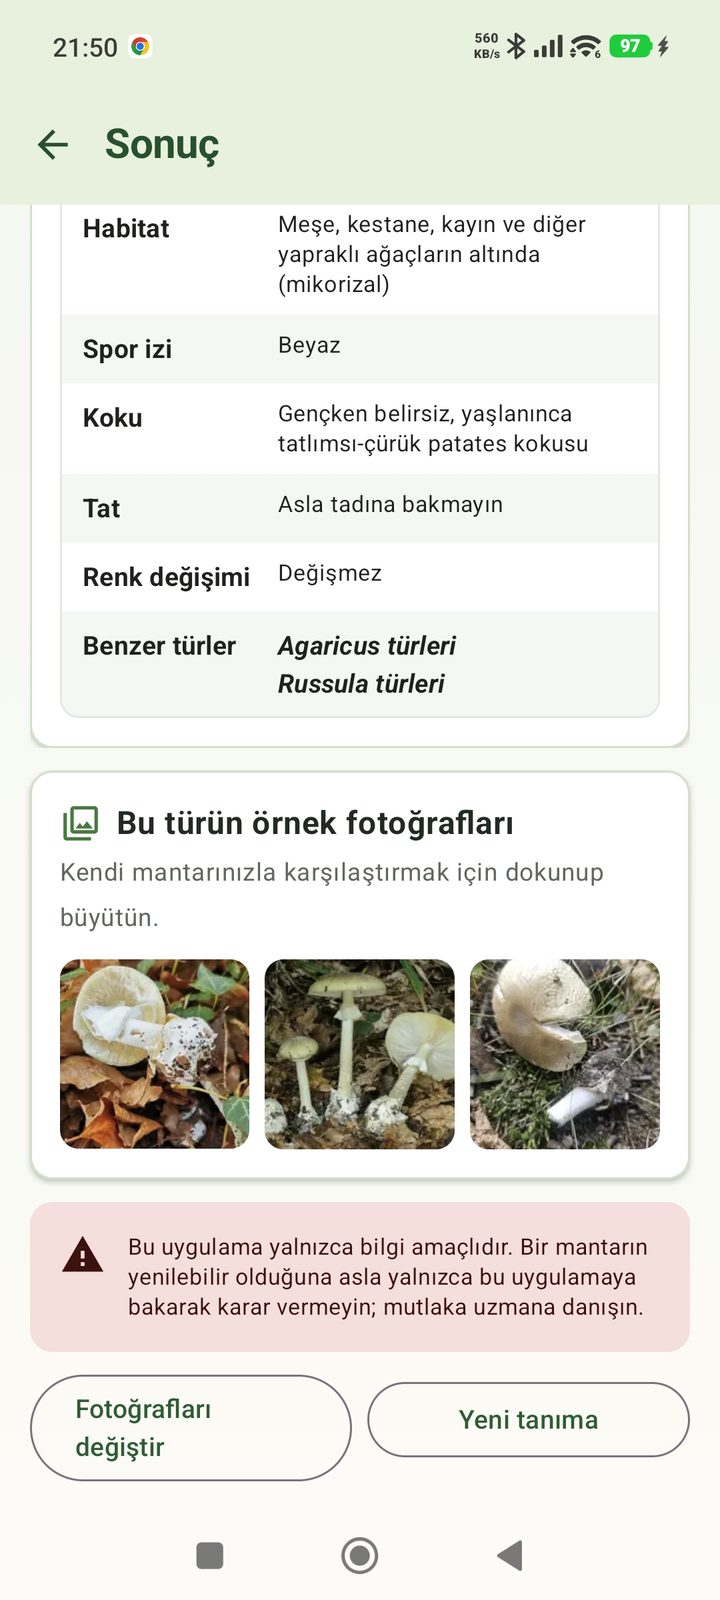 21:50
560
KB/s
6
97
Sonuç
Habitat
Meşe, kestane, kayın ve diğer
yapraklı ağaçların altında
(mikorizal)
Spor izi
Beyaz
Koku
Gençken belirsiz, yaşlanınca
tatlımsı-çürük patates kokusu
Tat
Asla tadına bakmayın
Renk değişimi
Değişmez
Benzer türler
Agaricus türleri
Russula türleri
Bu türün örnek fotoğrafları
Kendi mantarınızla karşılaştırmak için dokunup
büyütün.
Bu uygulama yalnızca bilgi amaçlıdır. Bir mantarın
yenilebilir olduğuna asla yalnızca bu uygulamaya
bakarak karar vermeyin; mutlaka uzmana danışın.
Fotoğrafları
değiştir
Yeni tanıma